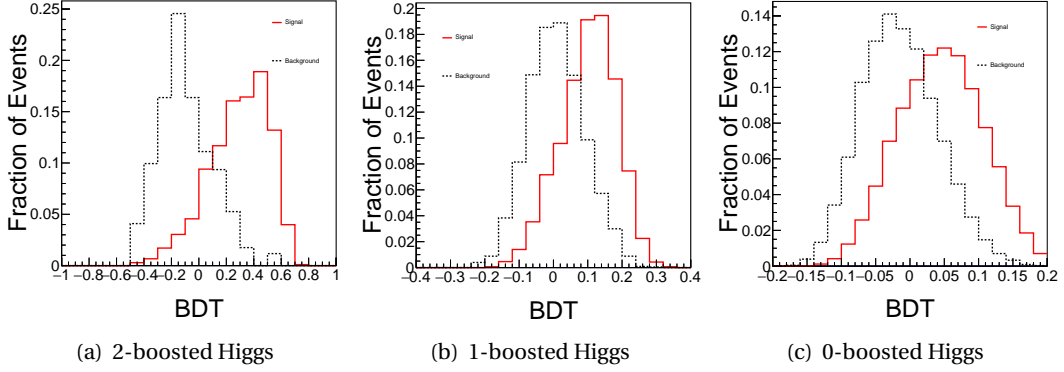 Fraction of Events
0.25
0.2
0.15
0.1
0.05
Signal
Background
−1 −0.8 −0.6 −0.4 −0.2 0 0.2 0.4 0.6 0.8 1
BDT
(a) 2-boosted Higgs
Fraction of Events
0.2
0.18
0.16
0.14
0.12
0.1
0.08
0.06
0.04
0.02
0
Signal
Background
−0.4 −0.3 −0.2 −0.1 0 0.1 0.2 0.3 0.4
BDT
(b) 1-boosted Higgs
Fraction of Events
0.14
0.12
0.1
0.08
0.06
0.04
0.02
0
Signal
Background
−0.2 −0.15 −0.1 −0.05 0 0.05 0.1 0.15 0.2
BDT
(c) 0-boosted Higgs